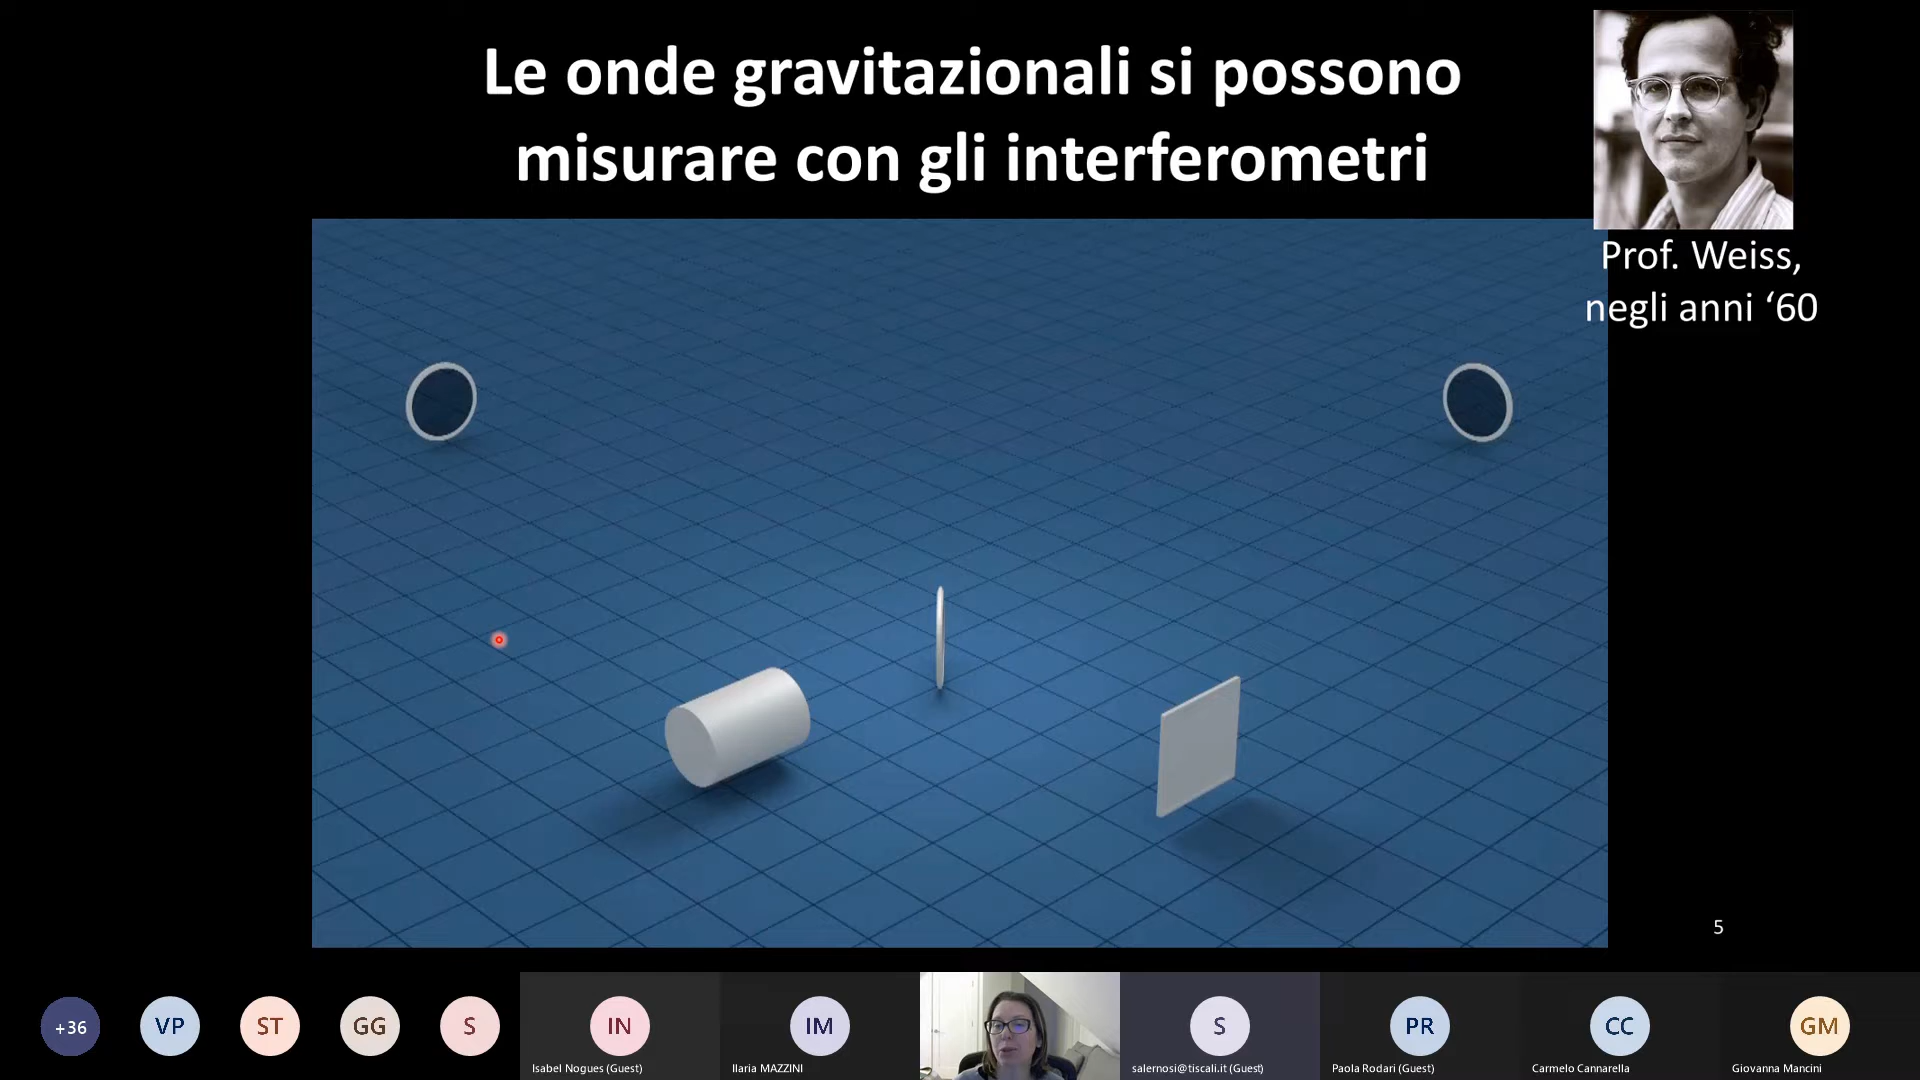 Le onde gravitazionali si possono
misurare con gli interferometri
Prof. Weiss,
negli anni ‘60
5
+36
VP
ST
GG
S
IN
IM
S
PR
CC
GM
Isabel Nogues (Guest)
Ilaria MAZZINI
salernosi@tiscali.it (Guest)
Paola Rodari (Guest)
Carmelo Cannarella
Giovanna Mancini